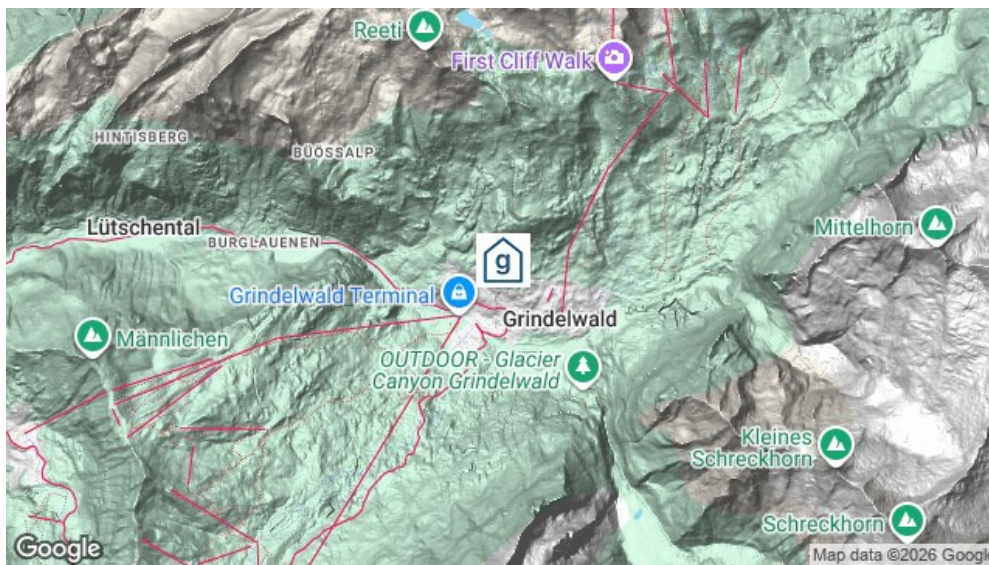 Reeti
First Cliff Walk
HINTISBERG
BÜÖSSALP
Lütschental
BURGLAUENEN
Mittelhorn
g
Grindelwald Terminal
Grindelwald
Männlichen
OUTDOOR - Glacier
Canyon Grindelwald
Kleines
Schreckhorn
Schreckhorn
Google
Map data ©2026 Google